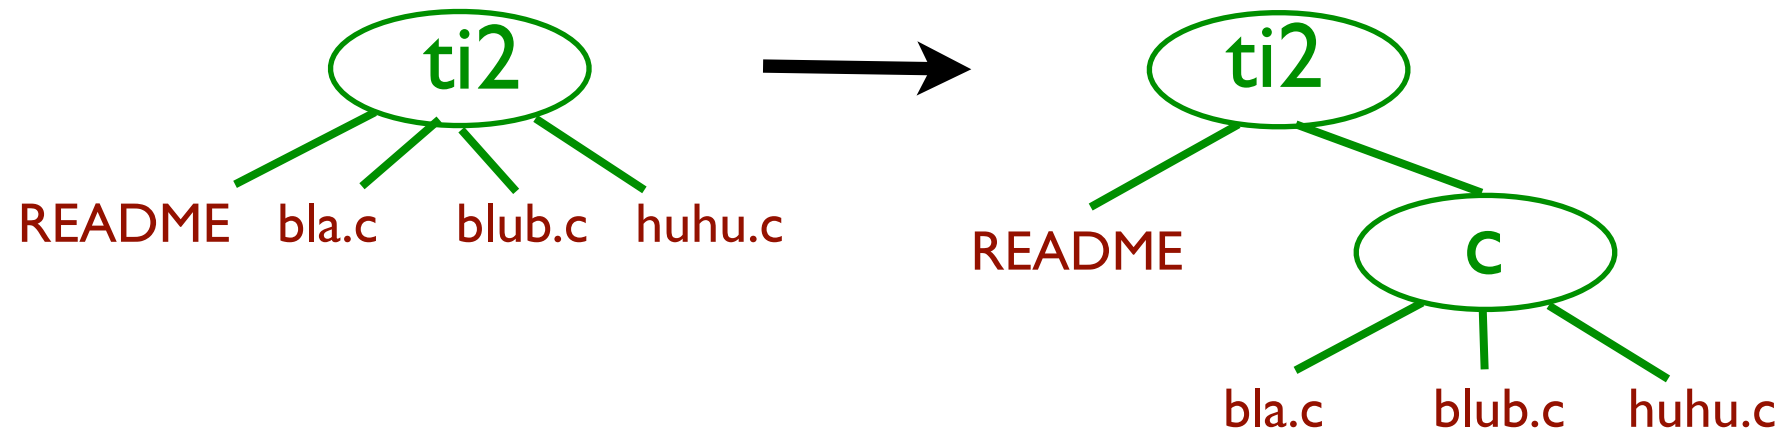 ti2
README bla.c blub.c huhu.c
ti2
README
c
bla.c blub.c huhu.c